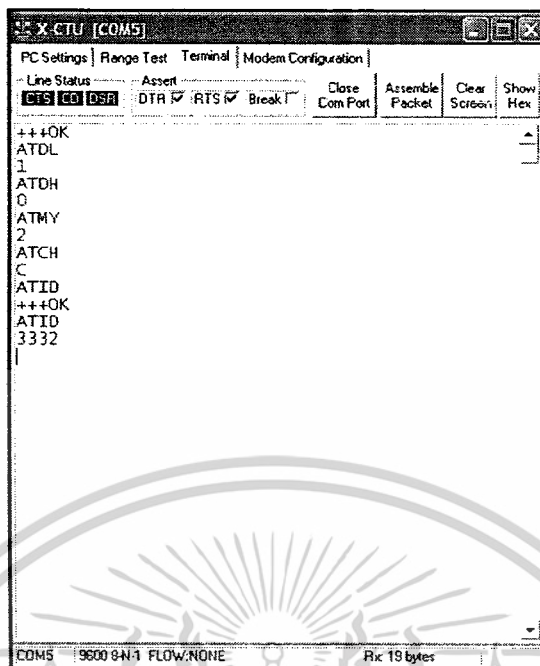 X-CTU [COM5]
PC Settings Range Test Terminal Modem Configuration
Line Status
CTS CD DSR
Assert
DTR RTS Break
Close Com Port
Assemble Packet
Clear Screen
Show Hex
+++OK
ATDL
1
ATDH
0
ATMY
2
ATCH
C
ATID
+++OK
ATID
3332
COM5 9600 8-N-1 FLOW:NONE Rx: 19 bytes